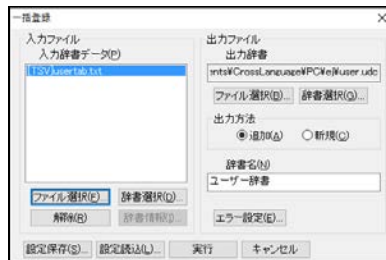 一括登録
入力ファイル
入力辞書データ(P)
[TSV]usertab.txt
ファイル選択(F)...
辞書選択(D)...
解除(R)
辞書情報(I)...
出力ファイル
出力辞書
ents¥CrossLanguage¥PC¥ej¥user.udc
ファイル選択(B)...
辞書選択(G)...
出力方法
追加(A)
新規(C)
辞書名(N)
ユーザー辞書
エラー設定(E)...
設定保存(S)...
設定読込(L)...
実行
キャンセル